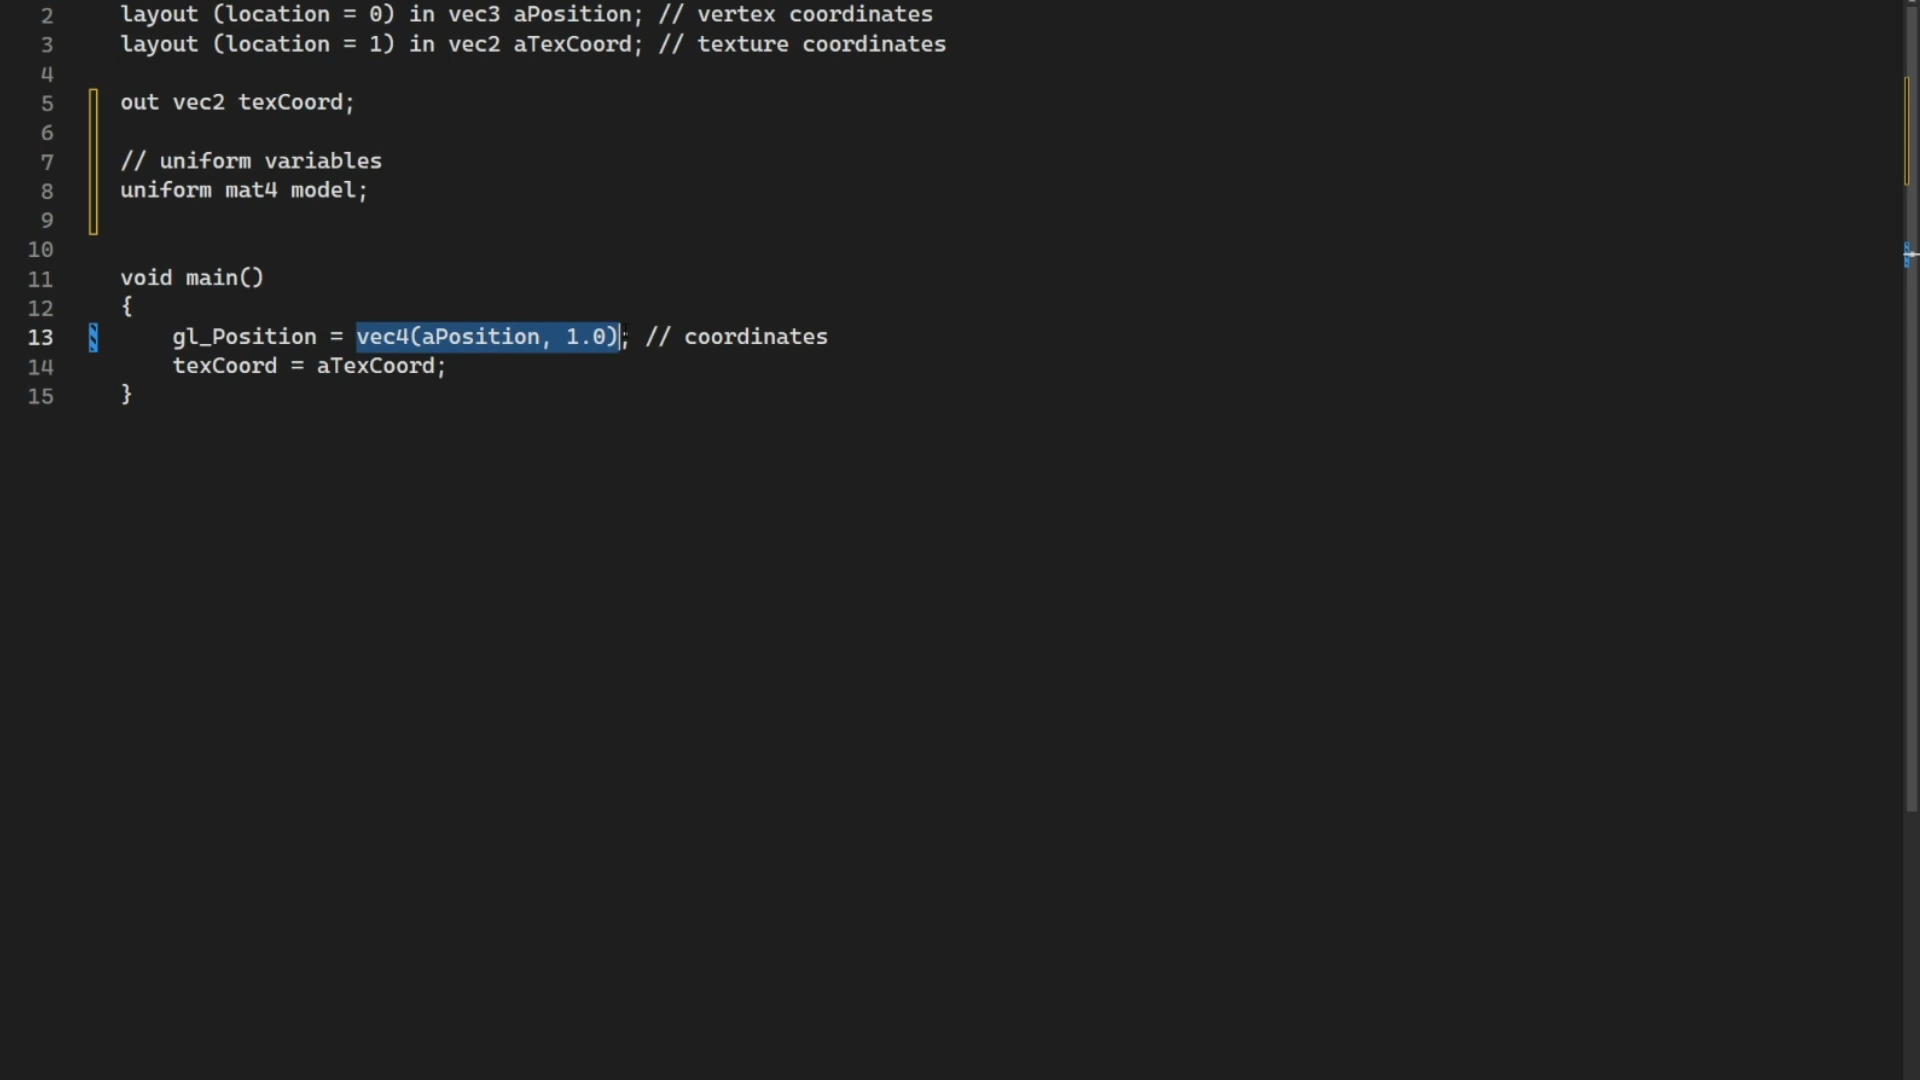 2 layout (location = 0) in vec3 aPosition; // vertex coordinates
3 layout (location = 1) in vec2 aTexCoord; // texture coordinates
4
5 out vec2 texCoord;
6
7 // uniform variables
8 uniform mat4 model;
9
10
11 void main()
12 {
13     gl_Position = vec4(aPosition, 1.0); // coordinates
14     texCoord = aTexCoord;
15 }